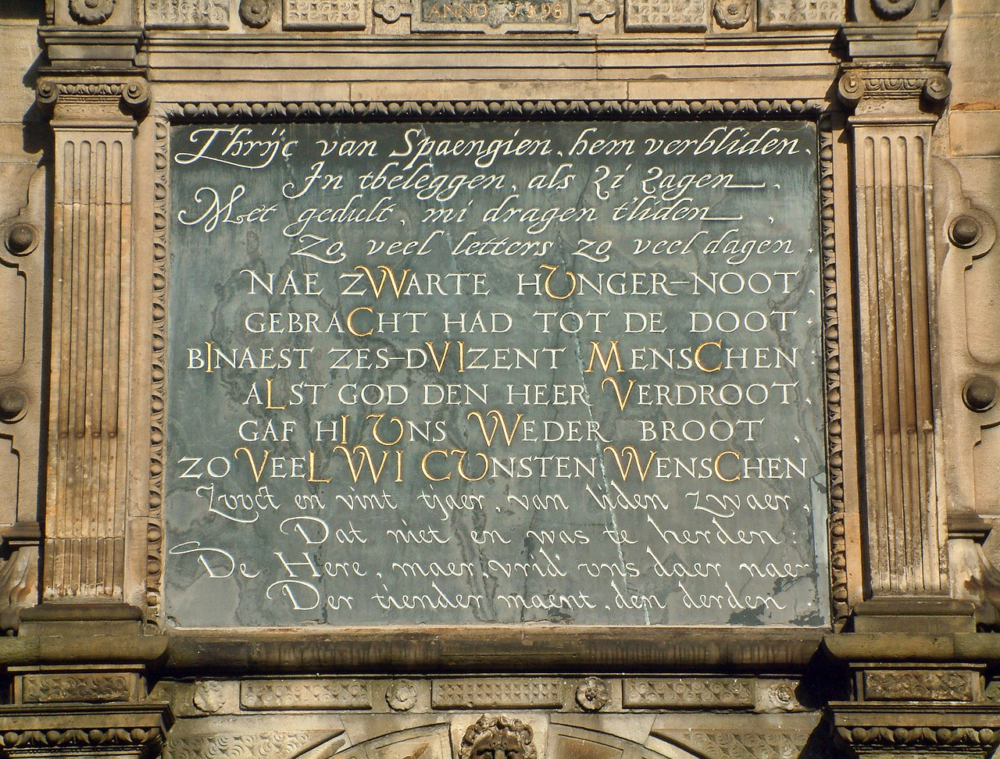 ANNO 1598
Thrijc van Spaengien, hem verbliden,
In tbeleggen, als zi zagen,
Met gedult, mi dragen t'liden,
Zo veel letters zo veel dagen
NAE ZWARTE HUNGER-NOOT
GEBRACHT HAD TOT DE DOOT
BINAEST ZES-DVIZENT MENSCHEN
ALST GOD DEN HEER VERDROOT
GAF HI UNS WEDER BROOT,
ZO VEEL WI CUNSTEN WENSCHEN
Zuvct en vint tjaer, van liden zwaer,
Dat niet en was te herden:
De Here, maer, vrid' vns daer naer
Der tiender maent, den derden